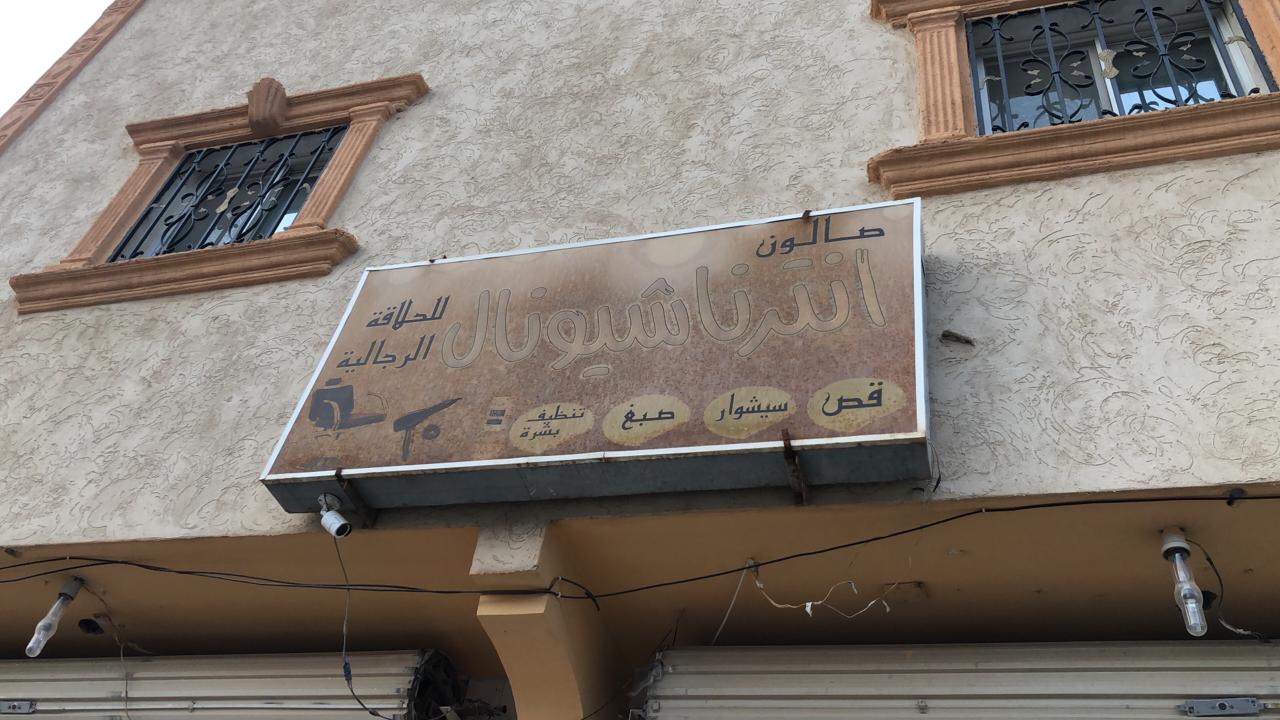 صالون
انترناشيونال
للحلاقة
الرجالية
قص
سيشوار
صبغ
تنظيف
بشرة